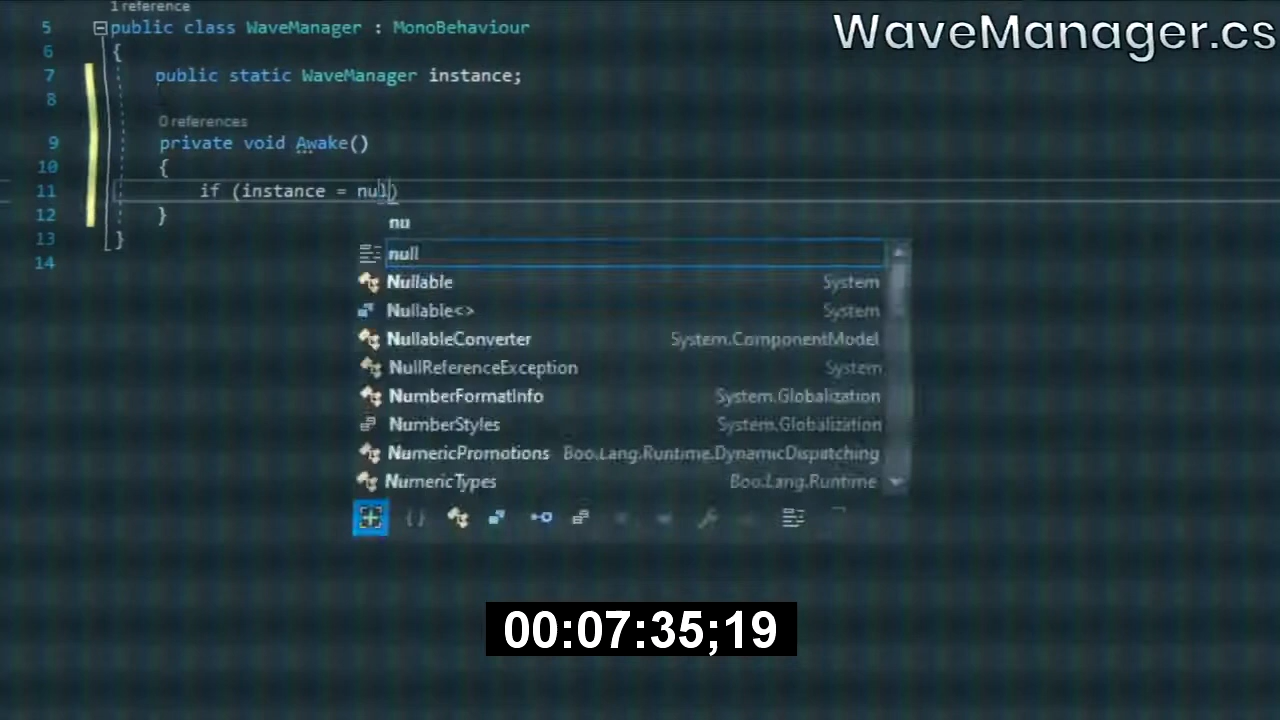 1 reference
WaveManager.cs
5 public class WaveManager : MonoBehaviour
6 {
7 public static WaveManager instance;
8
0 references
9 private void Awake()
10 {
11 if (instance = nul)
12 }
13 }
14
nu
null
Nullable System
Nullable<> System
NullableConverter System.ComponentModel
NullReferenceException System
NumberFormatInfo System.Globalization
NumberStyles System.Globalization
NumericPromotions Boo.Lang.Runtime.DynamicDispatching
NumericTypes Boo.Lang.Runtime
00:07:35;19